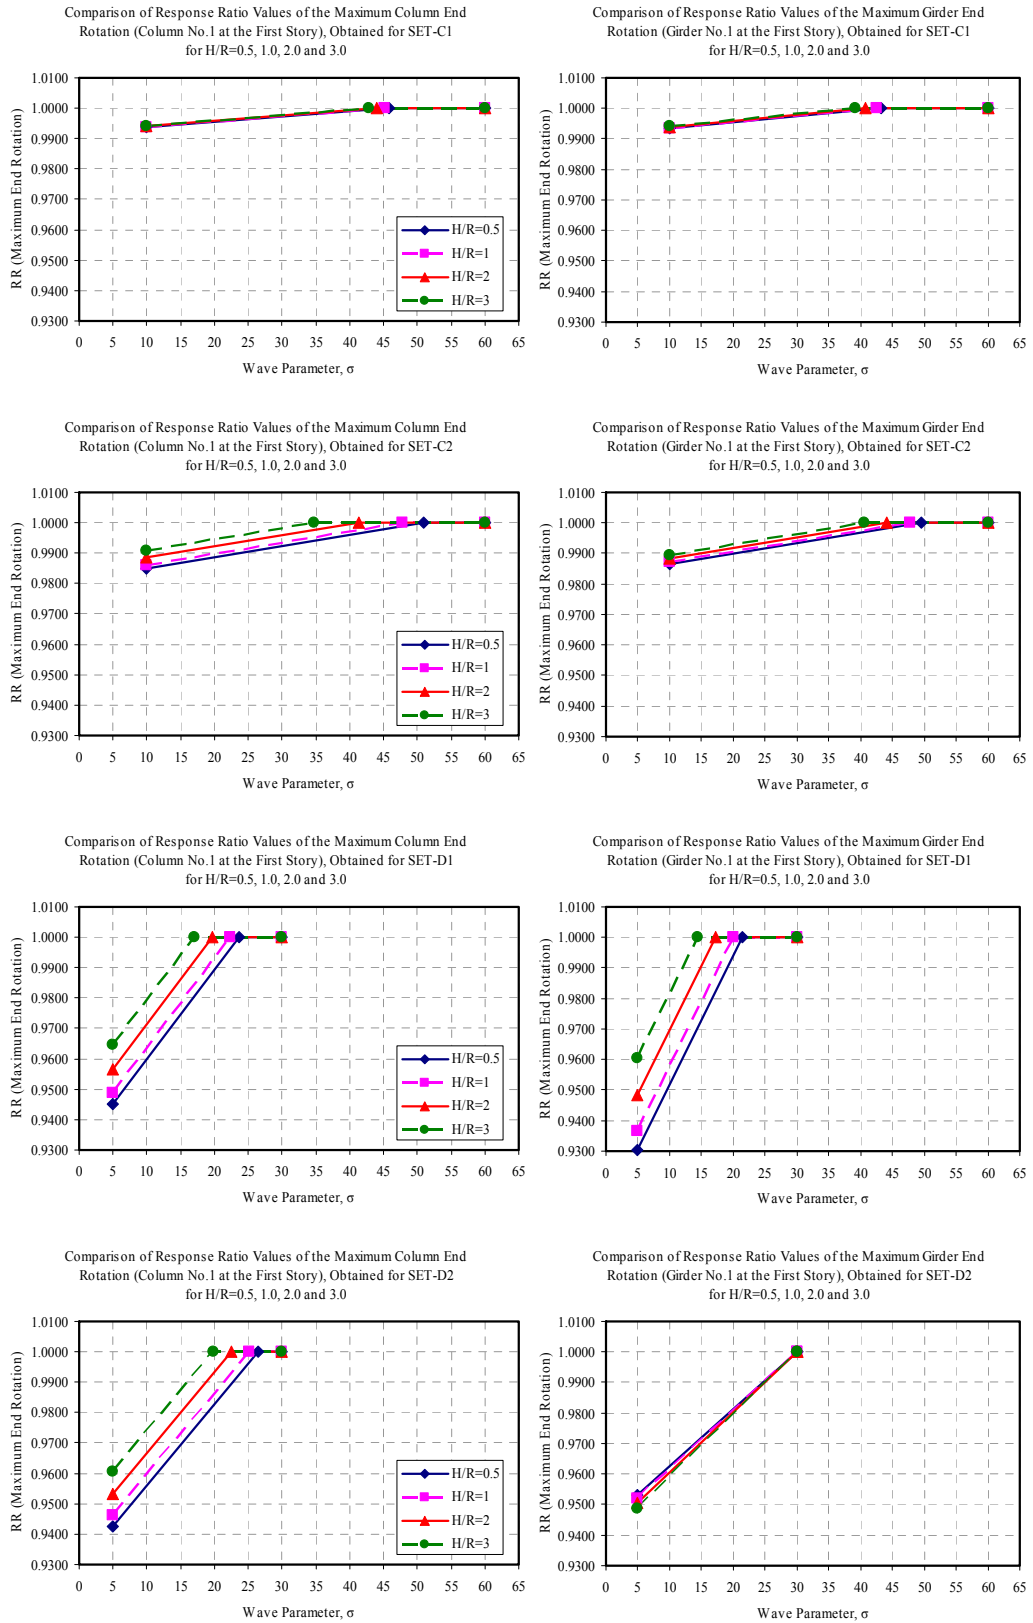 Comparison of Response Ratio Values of the Maximum Column End
Rotation (Column No.1 at the First Story), Obtained for SET-C1
for H/R=0.5, 1.0, 2.0 and 3.0
RR (Maximum End Rotation)
1.0100
1.0000
0.9900
0.9800
0.9700
0.9600
0.9500
0.9400
0.9300
H/R=0.5
H/R=1
H/R=2
H/R=3
0 5 10 15 20 25 30 35 40 45 50 55 60 65
Wave Parameter, σ
Comparison of Response Ratio Values of the Maximum Girder End
Rotation (Girder No.1 at the First Story), Obtained for SET-C1
for H/R=0.5, 1.0, 2.0 and 3.0
RR (Maximum End Rotation)
1.0100
1.0000
0.9900
0.9800
0.9700
0.9600
0.9500
0.9400
0.9300
0 5 10 15 20 25 30 35 40 45 50 55 60 65
Wave Parameter, σ
Comparison of Response Ratio Values of the Maximum Column End
Rotation (Column No.1 at the First Story), Obtained for SET-C2
for H/R=0.5, 1.0, 2.0 and 3.0
RR (Maximum End Rotation)
1.0100
1.0000
0.9900
0.9800
0.9700
0.9600
0.9500
0.9400
0.9300
H/R=0.5
H/R=1
H/R=2
H/R=3
0 5 10 15 20 25 30 35 40 45 50 55 60 65
Wave Parameter, σ
Comparison of Response Ratio Values of the Maximum Girder End
Rotation (Girder No.1 at the First Story), Obtained for SET-C2
for H/R=0.5, 1.0, 2.0 and 3.0
RR (Maximum End Rotation)
1.0100
1.0000
0.9900
0.9800
0.9700
0.9600
0.9500
0.9400
0.9300
0 5 10 15 20 25 30 35 40 45 50 55 60 65
Wave Parameter, σ
Comparison of Response Ratio Values of the Maximum Column End
Rotation (Column No.1 at the First Story), Obtained for SET-D1
for H/R=0.5, 1.0, 2.0 and 3.0
RR (Maximum End Rotation)
1.0100
1.0000
0.9900
0.9800
0.9700
0.9600
0.9500
0.9400
0.9300
H/R=0.5
H/R=1
H/R=2
H/R=3
0 5 10 15 20 25 30 35 40 45 50 55 60 65
Wave Parameter, σ
Comparison of Response Ratio Values of the Maximum Girder End
Rotation (Girder No.1 at the First Story), Obtained for SET-D1
for H/R=0.5, 1.0, 2.0 and 3.0
RR (Maximum End Rotation)
1.0100
1.0000
0.9900
0.9800
0.9700
0.9600
0.9500
0.9400
0.9300
0 5 10 15 20 25 30 35 40 45 50 55 60 65
Wave Parameter, σ
Comparison of Response Ratio Values of the Maximum Column End
Rotation (Column No.1 at the First Story), Obtained for SET-D2
for H/R=0.5, 1.0, 2.0 and 3.0
RR (Maximum End Rotation)
1.0100
1.0000
0.9900
0.9800
0.9700
0.9600
0.9500
0.9400
0.9300
H/R=0.5
H/R=1
H/R=2
H/R=3
0 5 10 15 20 25 30 35 40 45 50 55 60 65
Wave Parameter, σ
Comparison of Response Ratio Values of the Maximum Girder End
Rotation (Girder No.1 at the First Story), Obtained for SET-D2
for H/R=0.5, 1.0, 2.0 and 3.0
RR (Maximum End Rotation)
1.0100
1.0000
0.9900
0.9800
0.9700
0.9600
0.9500
0.9400
0.9300
0 5 10 15 20 25 30 35 40 45 50 55 60 65
Wave Parameter, σ